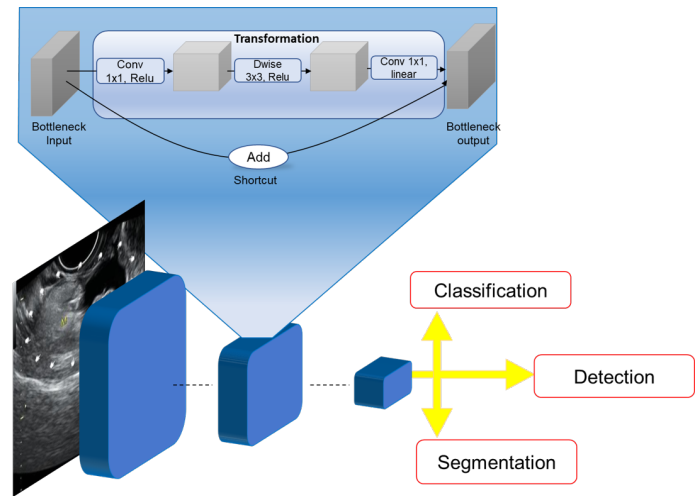 Transformation
Conv
1x1, Relu
Dwise
3x3, Relu
Conv 1x1,
linear
Bottleneck
Input
Bottleneck
output
Add
Shortcut
Classification
Detection
Segmentation